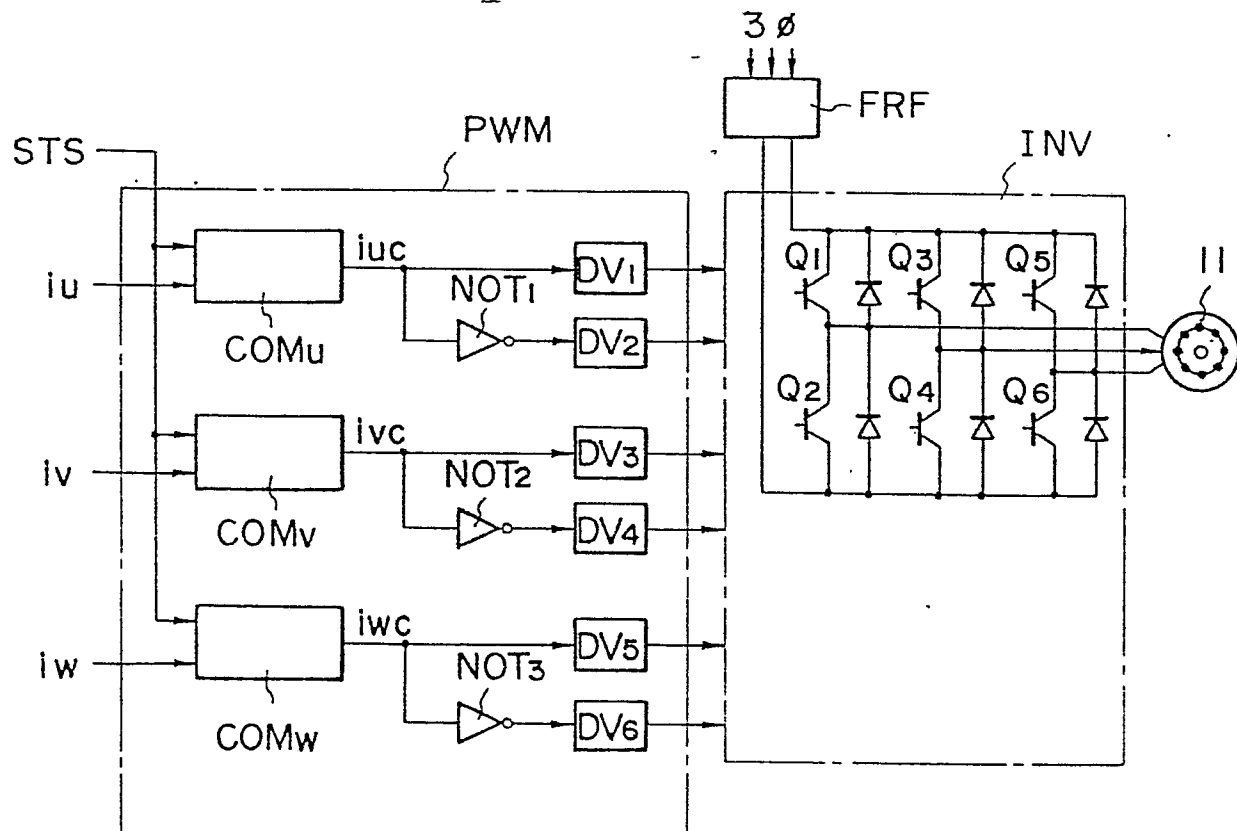 3 ø
FRF
PWM
INV
STS
iu
COMu
iuc
NOT1
DV1
DV2
iv
COMv
ivc
NOT2
DV3
DV4
iw
COMw
iwc
NOT3
DV5
DV6
Q1
Q3
Q5
Q2
Q4
Q6
11